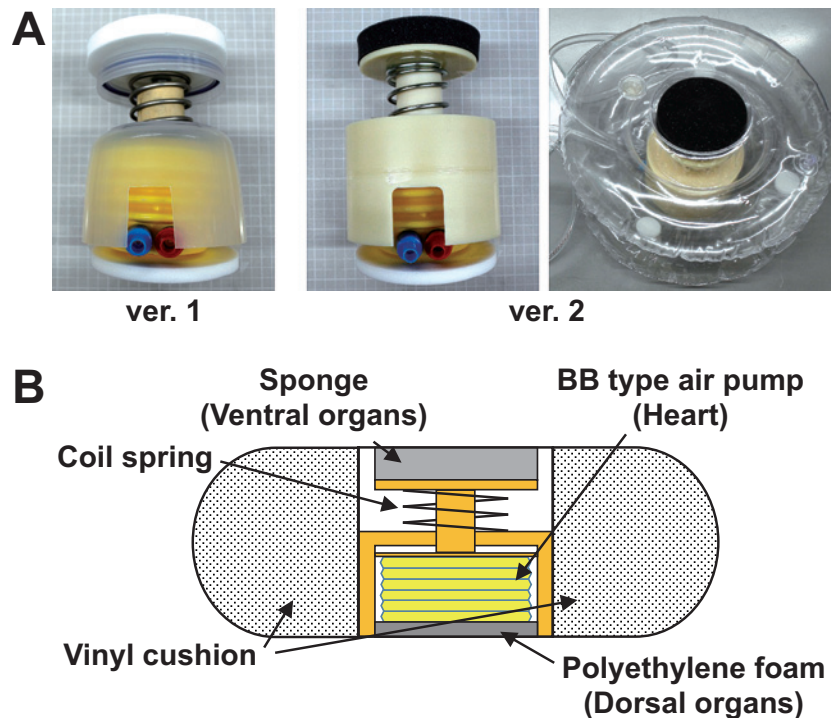 A
ver. 1
ver. 2
B
Sponge
(Ventral organs)
BB type air pump
(Heart)
Coil spring
Vinyl cushion
Polyethylene foam
(Dorsal organs)